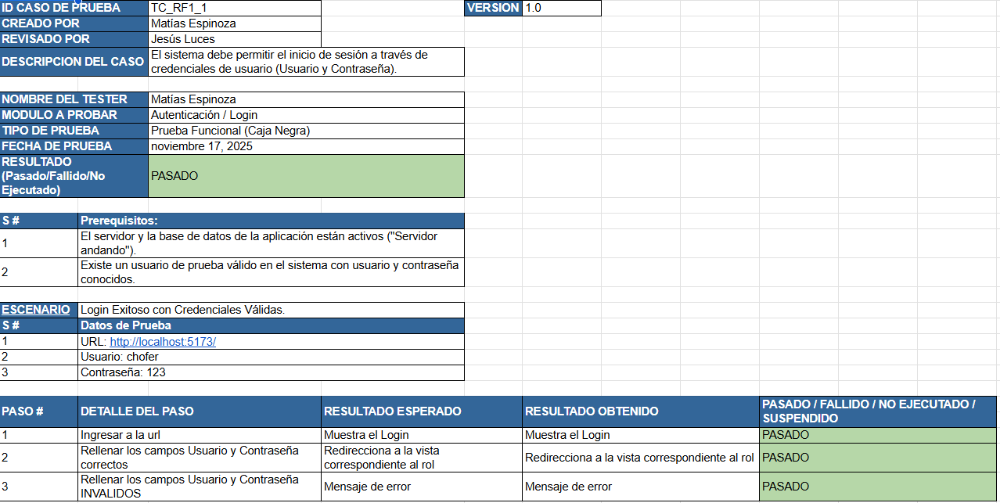 ID CASO DE PRUEBA TC_RF1_1 VERSION 1.0
CREADO POR Matías Espinoza
REVISADO POR Jesús Luces
DESCRIPCION DEL CASO El sistema debe permitir el inicio de sesión a través de
credenciales de usuario (Usuario y Contraseña).
NOMBRE DEL TESTER Matías Espinoza
MODULO A PROBAR Autenticación / Login
TIPO DE PRUEBA Prueba Funcional (Caja Negra)
FECHA DE PRUEBA noviembre 17, 2025
RESULTADO
(Pasado/Fallido/No
Ejecutado)
PASADO
S # Prerequisitos:
1 El servidor y la base de datos de la aplicación están activos ("Servidor
andando").
2 Existe un usuario de prueba válido en el sistema con usuario y contraseña
conocidos.
ESCENARIO Login Exitoso con Credenciales Válidas.
S # Datos de Prueba
1 URL: http://localhost:5173/
2 Usuario: chofer
3 Contraseña: 123
PASO # DETALLE DEL PASO RESULTADO ESPERADO RESULTADO OBTENIDO PASADO / FALLIDO / NO EJECUTADO /
SUSPENDIDO
1 Ingresar a la url Muestra el Login Muestra el Login PASADO
2 Rellenar los campos Usuario y Contraseña
correctos
Redirecciona a la vista
correspondiente al rol
Redirecciona a la vista correspondiente al rol PASADO
3 Rellenar los campos Usuario y Contraseña
INVALIDOS
Mensaje de error Mensaje de error PASADO